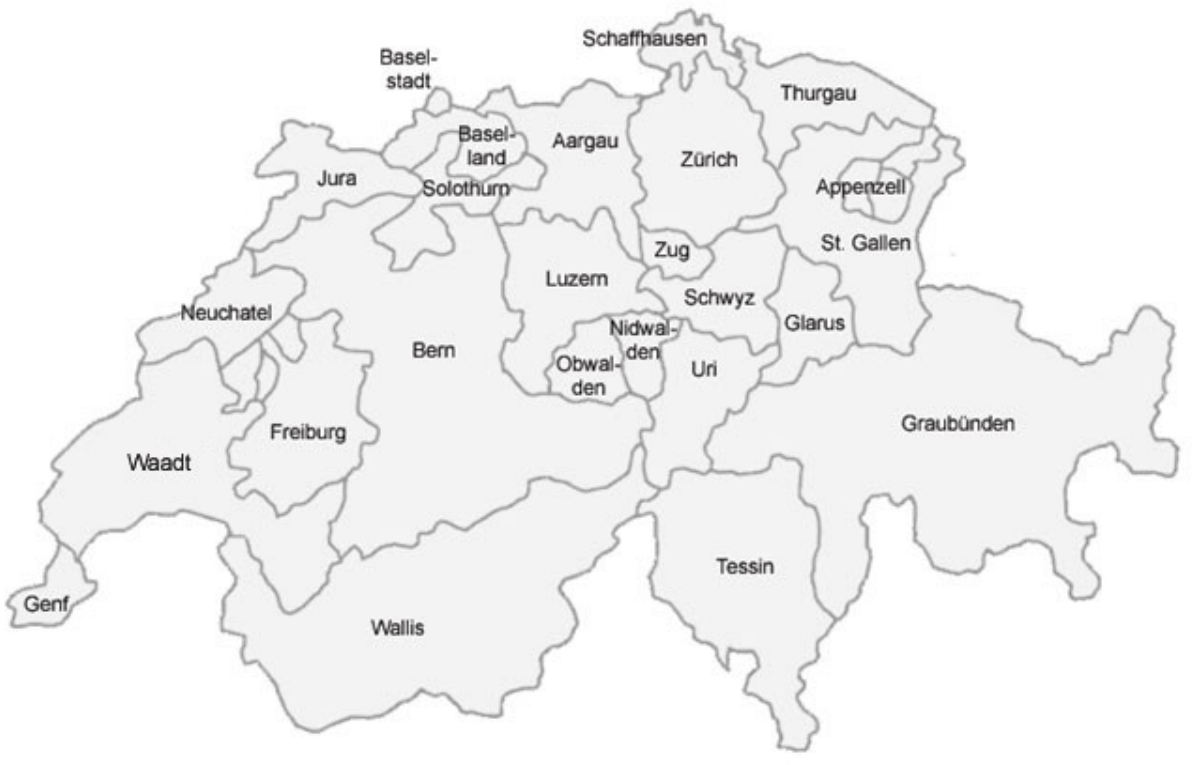 Schaffhausen
Basel-
stadt
Thurgau
Basel-
land
Aargau
Zürich
Jura
Solothurn
Appenzell
St. Gallen
Zug
Luzern
Schwyz
Neuchatel
Glarus
Nidwal-
den
Bern
Obwal-
den
Uri
Freiburg
Graubünden
Waadt
Tessin
Genf
Wallis